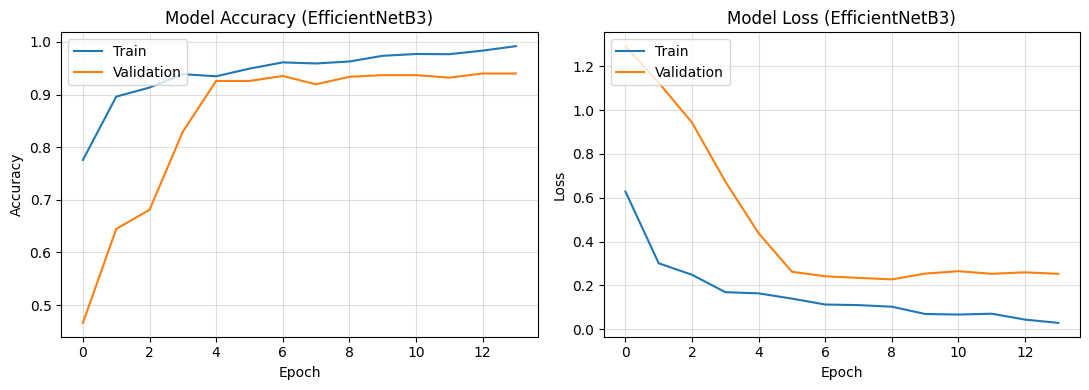 Model Accuracy (EfficientNetB3)
1.0
0.9
0.8
0.7
0.6
0.5
Accuracy
Train
Validation
0 2 4 6 8 10 12
Epoch
Model Loss (EfficientNetB3)
1.2
1.0
0.8
0.6
0.4
0.2
0.0
Loss
Train
Validation
0 2 4 6 8 10 12
Epoch